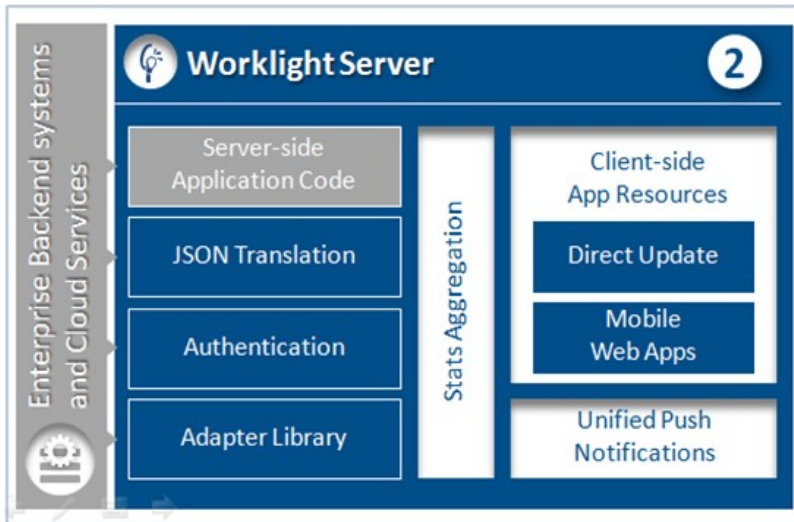 Enterprise Backend systems
and Cloud Services
Worklight Server
2
Server-side
Application Code
JSON Translation
Authentication
Adapter Library
Stats Aggregation
Client-side
App Resources
Direct Update
Mobile
Web Apps
Unified Push
Notifications